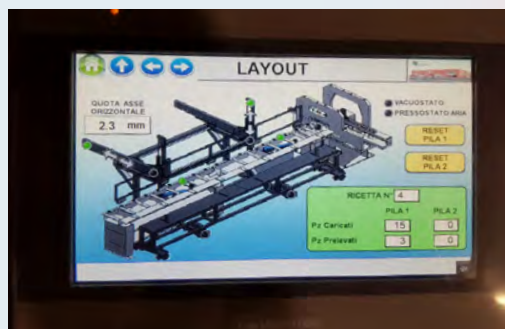 LAYOUT
QUOTA ASSE
ORIZZONTALE
2.3 mm
VACUOSTATO
PRESSOSTATO ARIA
RESET
PILA 1
RESET
PILA 2
RICETTA N° 4
PILA 1 PILA 2
Pz Caricati 15 0
Pz Prelevati 3 0